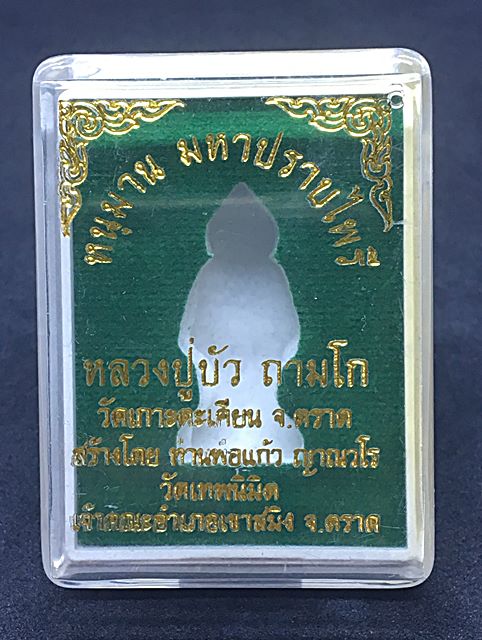 หนุมาน มหาปราบไพรี
หลวงปู่บัว ถามโก
วัดเกาะตะเคียน จ.ตราด
สร้างโดย ท่านพ่อแก้ว ญาณวโร
วัดเทพนิมิต
เจ้าคณะอำเภอเขาสมิง จ.ตราด